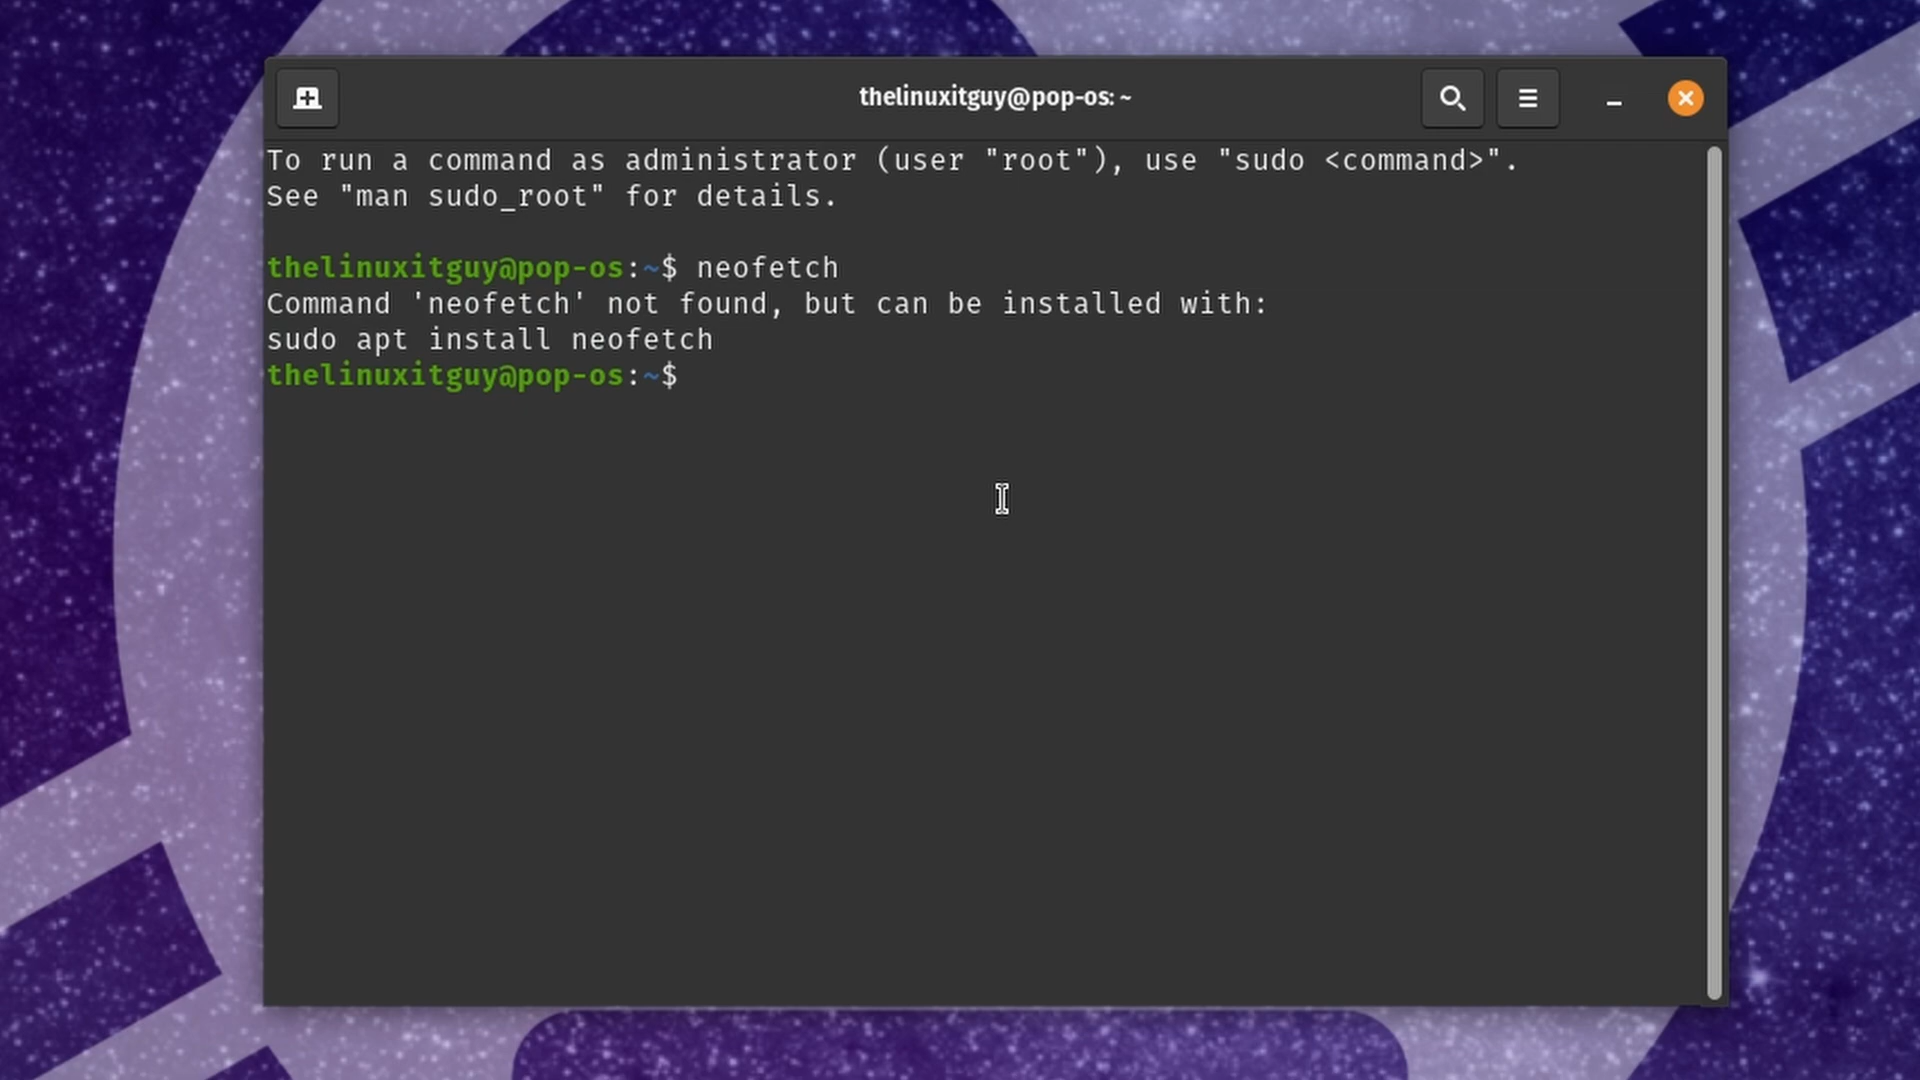 thelinuxitguy@pop-os: ~
To run a command as administrator (user "root"), use "sudo <command>".
See "man sudo_root" for details.
thelinuxitguy@pop-os:~$ neofetch
Command 'neofetch' not found, but can be installed with:
sudo apt install neofetch
thelinuxitguy@pop-os:~$